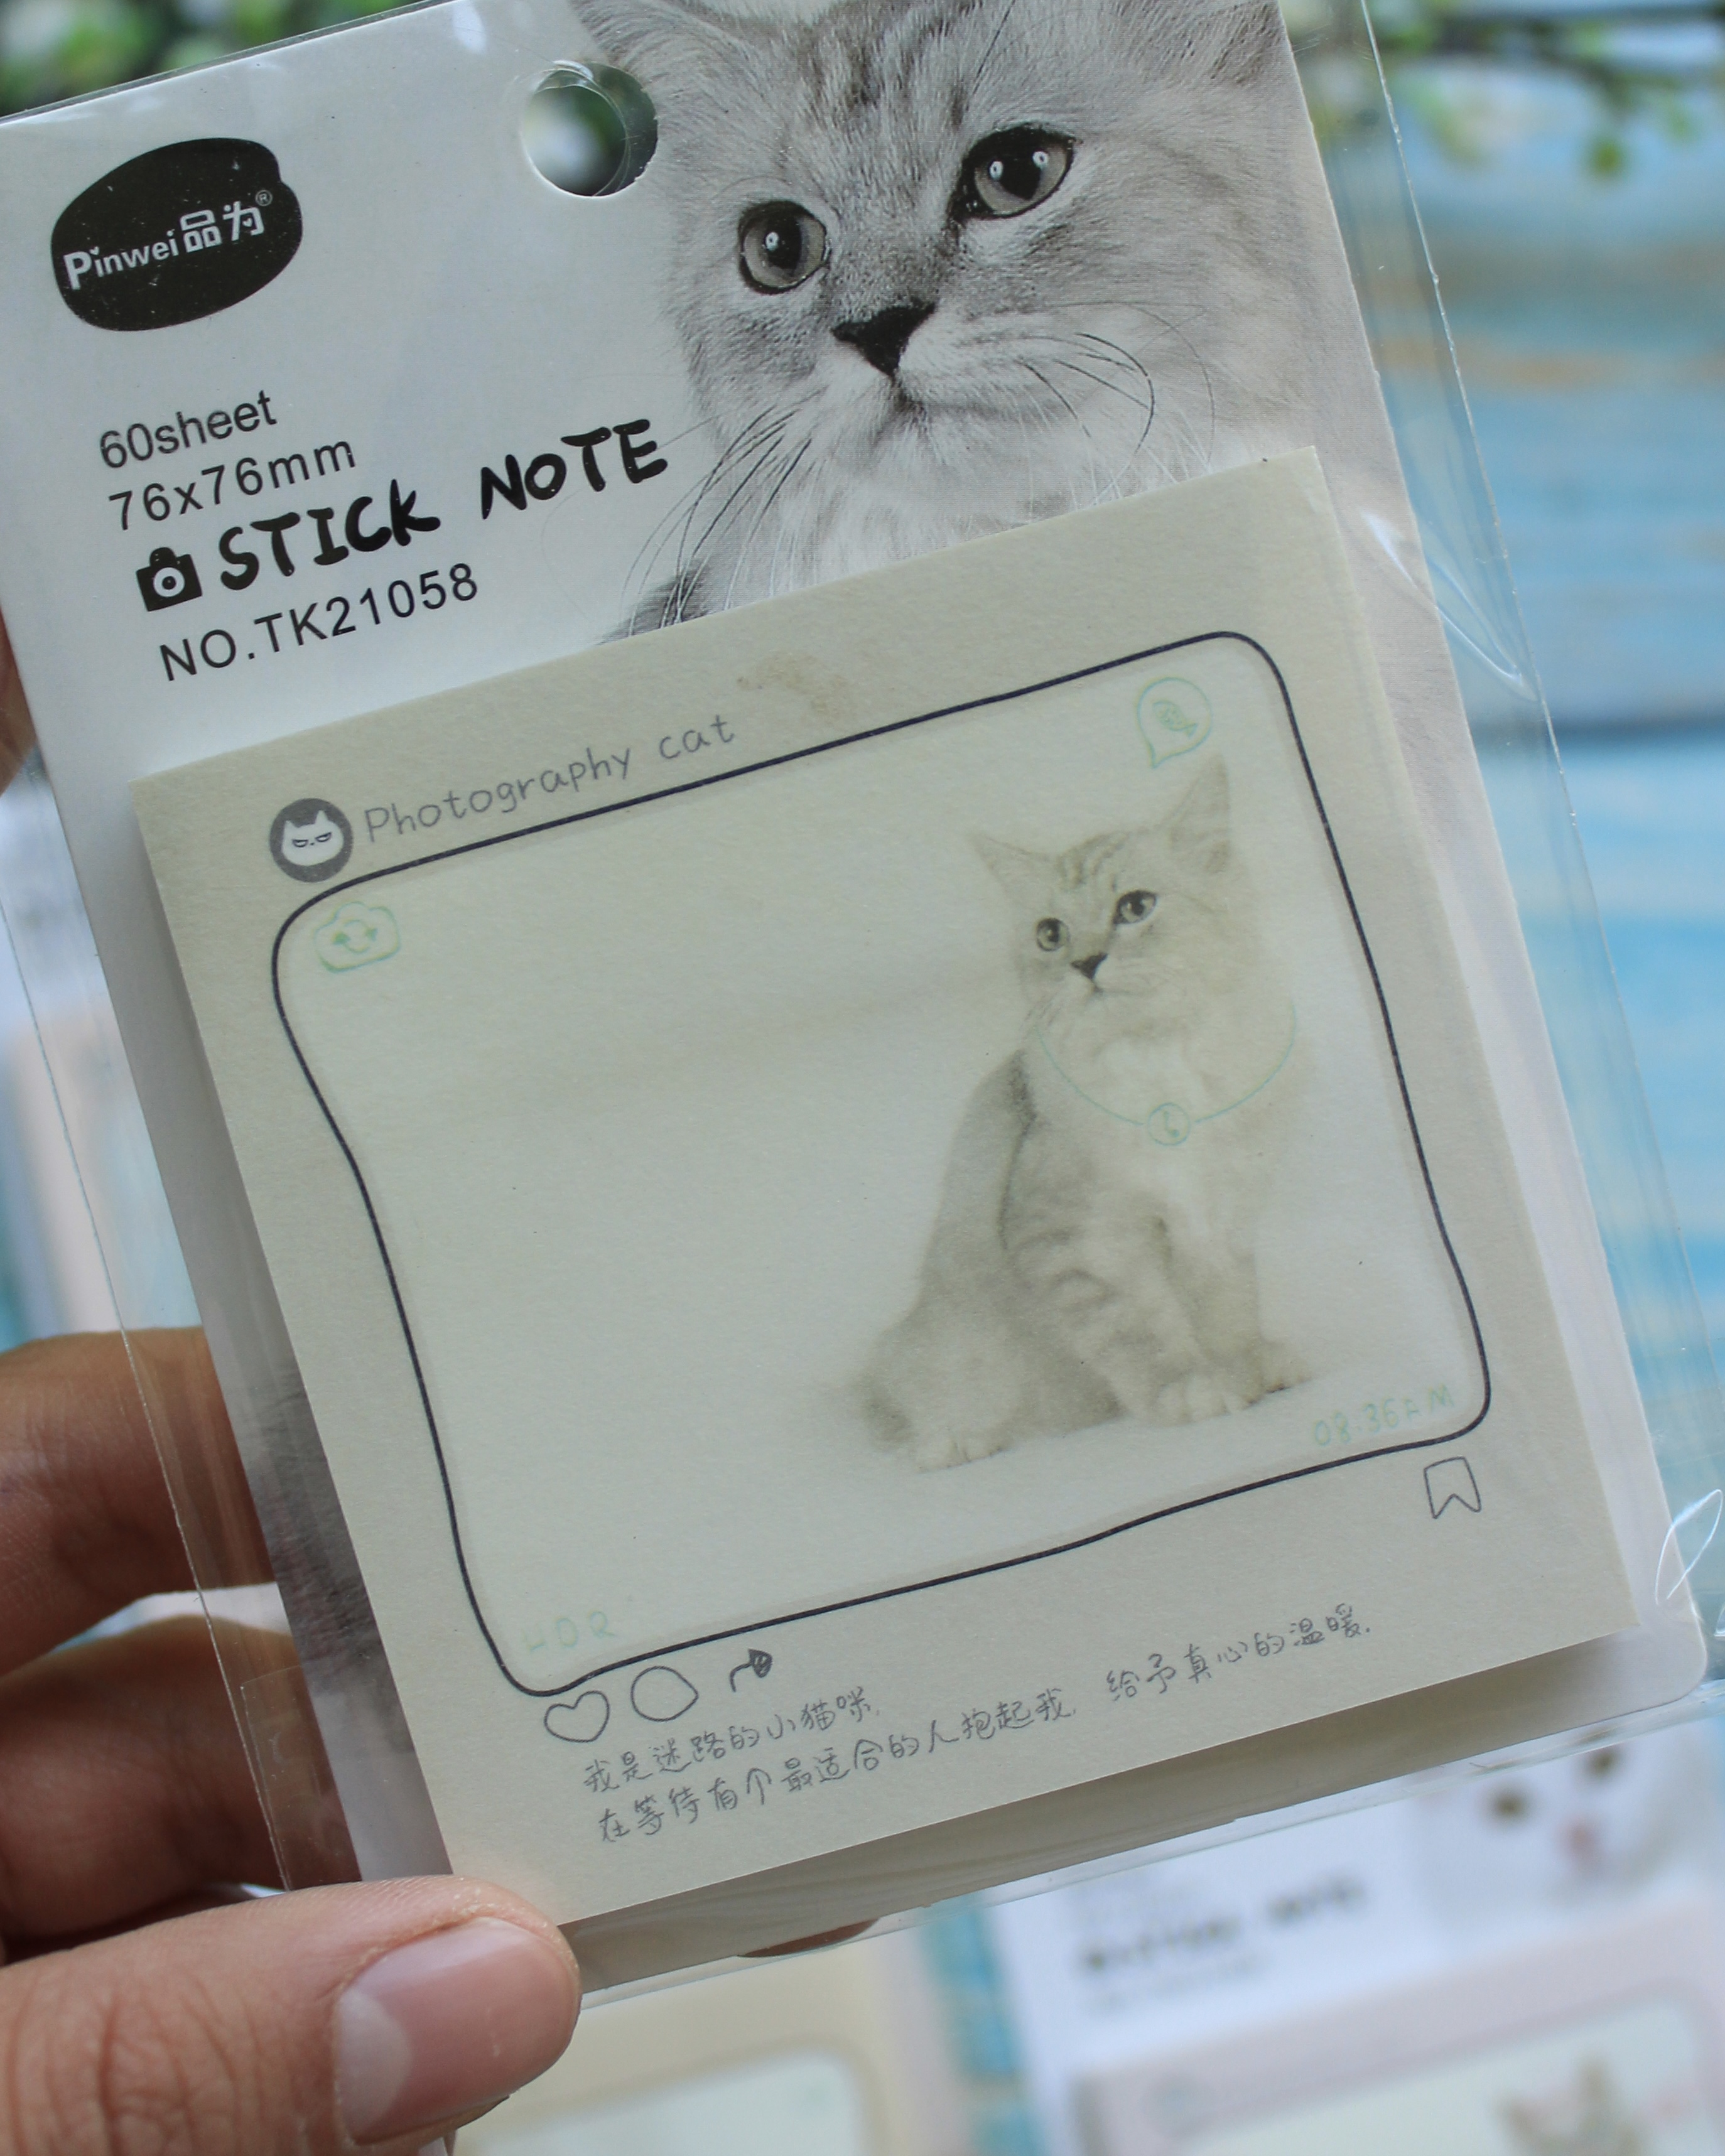 Pinwei品为®
60sheet
76x76mm
STICK NOTE
NO.TK21058
Photography cat
08:36AM
HDR
我是迷路的小猫咪,
在等待有个最适合的人抱起我, 给予真心的温暖.